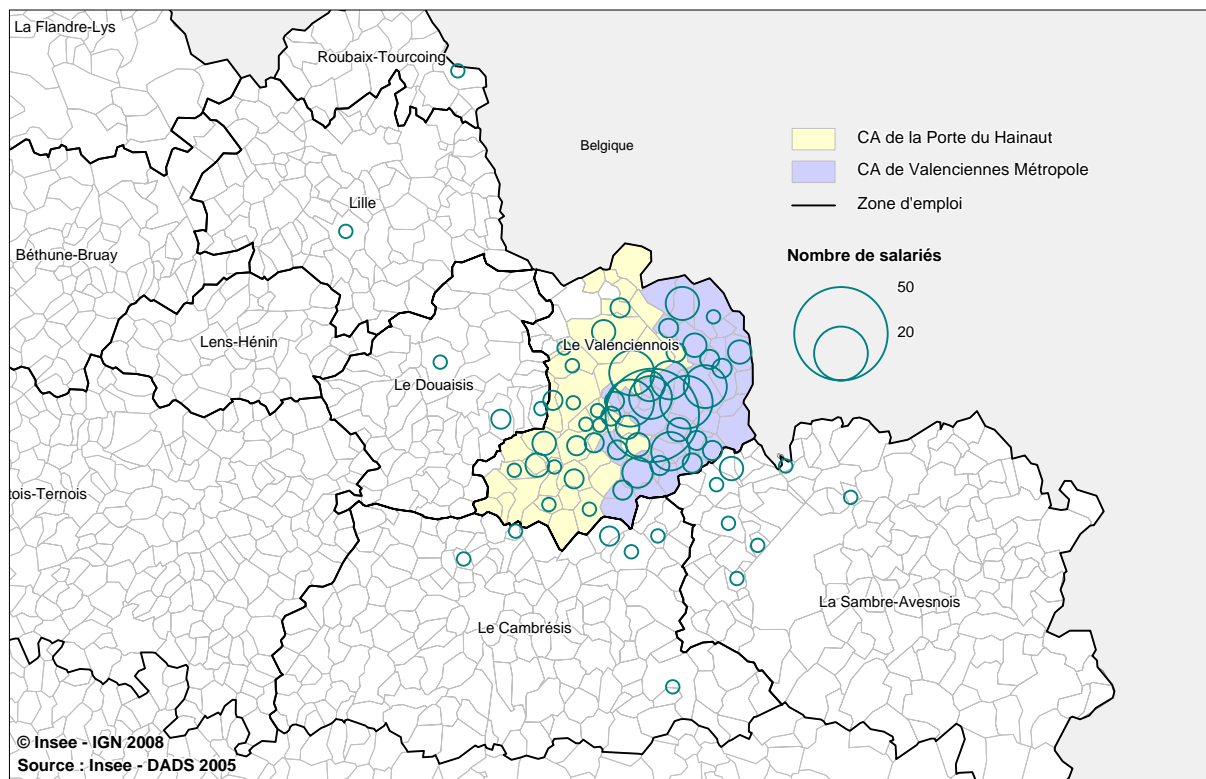 La Flandre-Lys
Roubaix-Tourcoing
Belgique
CA de la Porte du Hainaut
CA de Valenciennes Métropole
Zone d'emploi
Lille
Béthune-Bruay
Nombre de salariés
50
20
Lens-Hénin
Le Valenciennois
Le Douaisis
tois-Ternois
La Sambre-Avesnois
Le Cambrésis
© Insee - IGN 2008
Source : Insee - DADS 2005